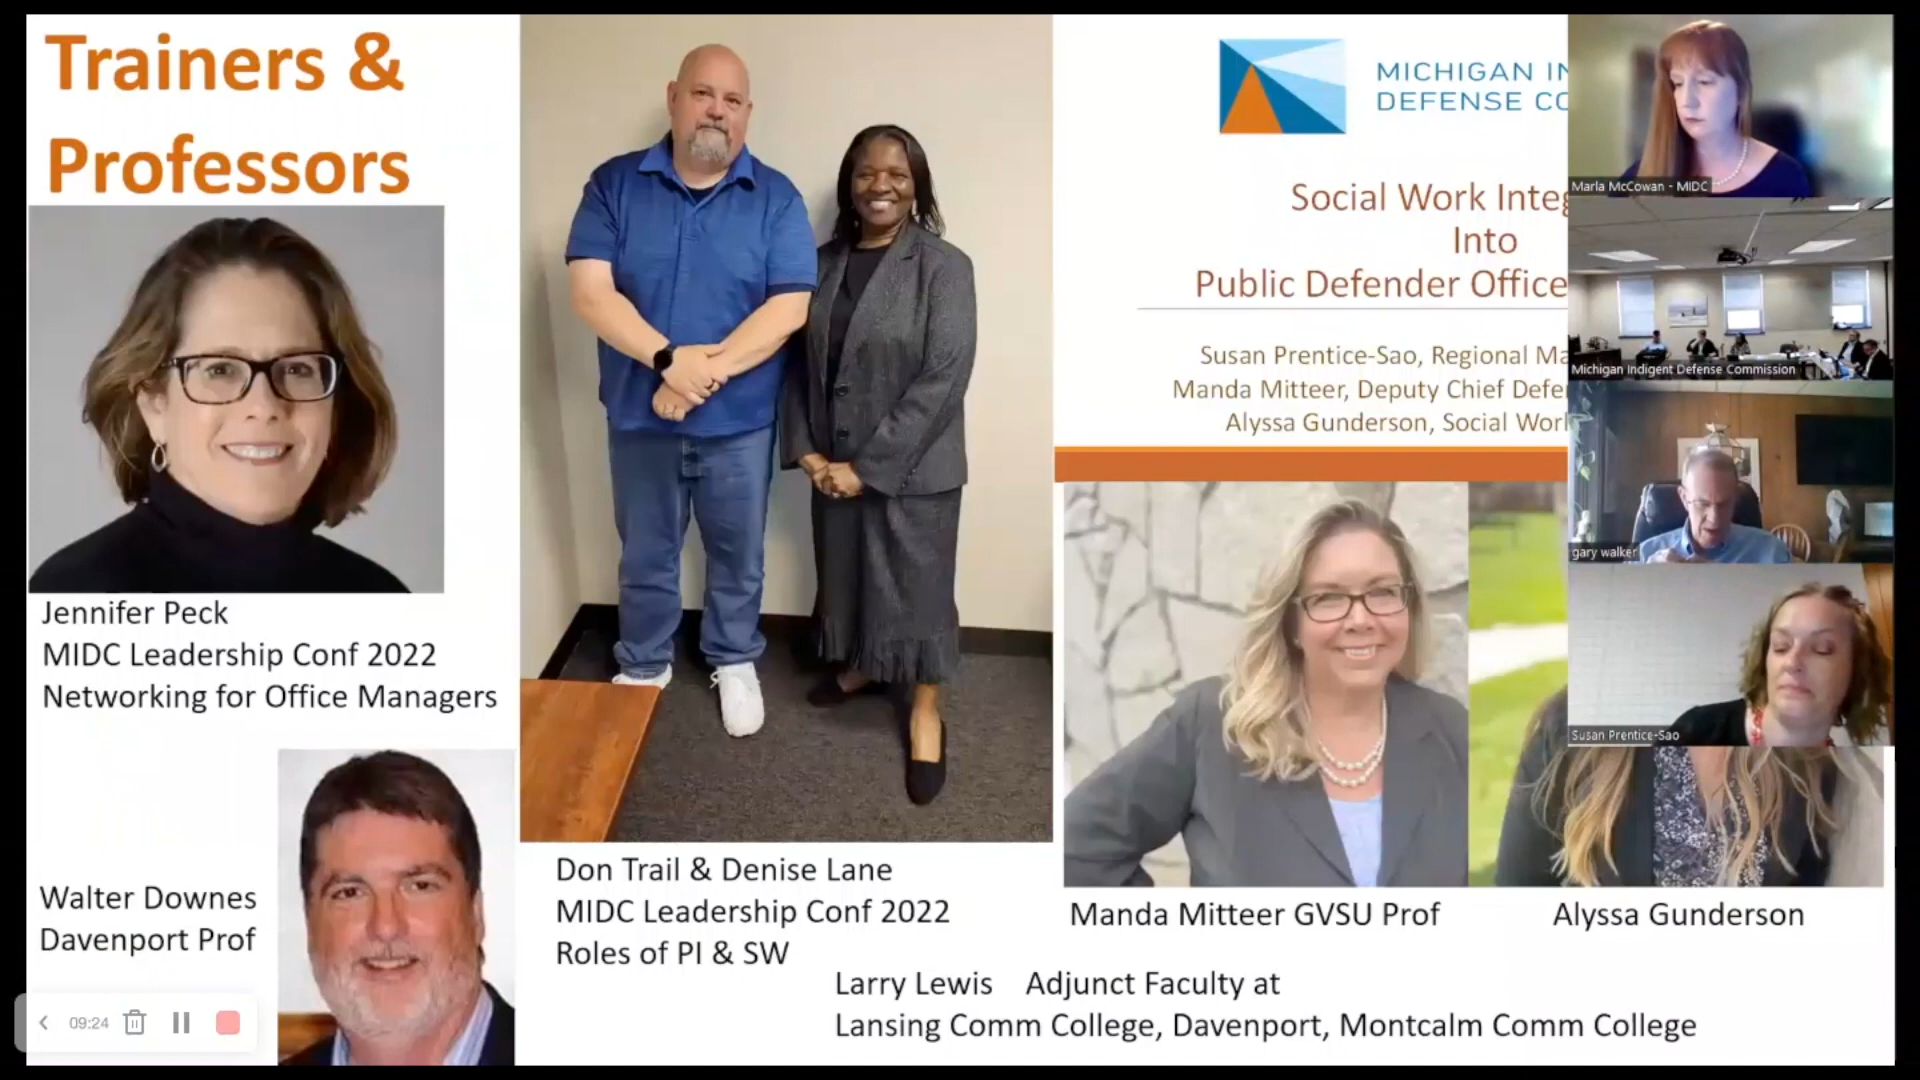 Trainers &
Professors
Jennifer Peck
MIDC Leadership Conf 2022
Networking for Office Managers
Walter Downes
Davenport Prof
09:24
Don Trail & Denise Lane
MIDC Leadership Conf 2022
Roles of PI & SW
MICHIGAN IN
DEFENSE CO
Social Work Integ
Into
Public Defender Office
Susan Prentice-Sao, Regional Ma
Manda Mitteer, Deputy Chief Defen
Alyssa Gunderson, Social Work
Manda Mitteer GVSU Prof
Alyssa Gunderson
Larry Lewis Adjunct Faculty at
Lansing Comm College, Davenport, Montcalm Comm College
Marla McCowan - MIDC
Michigan Indigent Defense Commission
gary walker
Susan Prentice-Sao